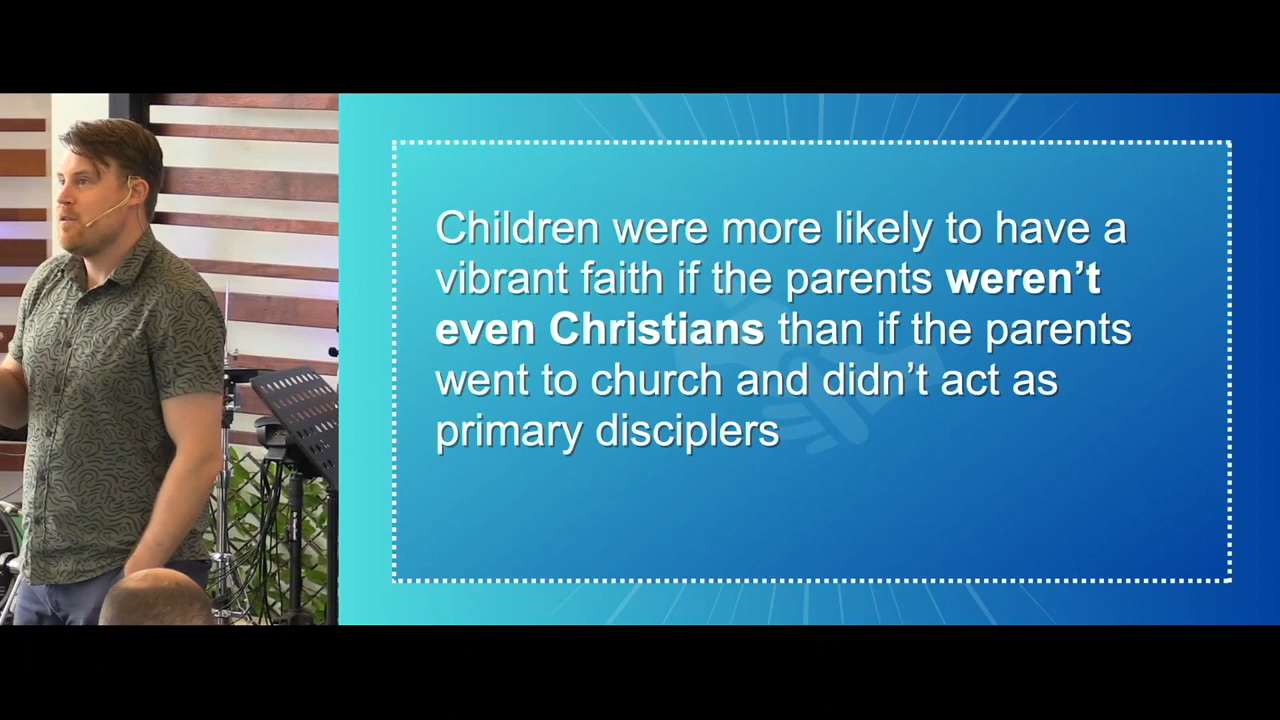 Children were more likely to have a
vibrant faith if the parents weren’t
even Christians than if the parents
went to church and didn’t act as
primary disciplers